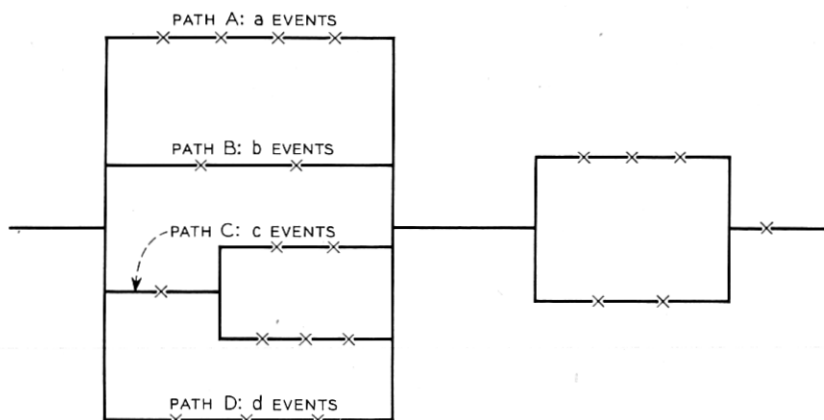 PATH A: a EVENTS
PATH B: b EVENTS
PATH C: c EVENTS
PATH D: d EVENTS